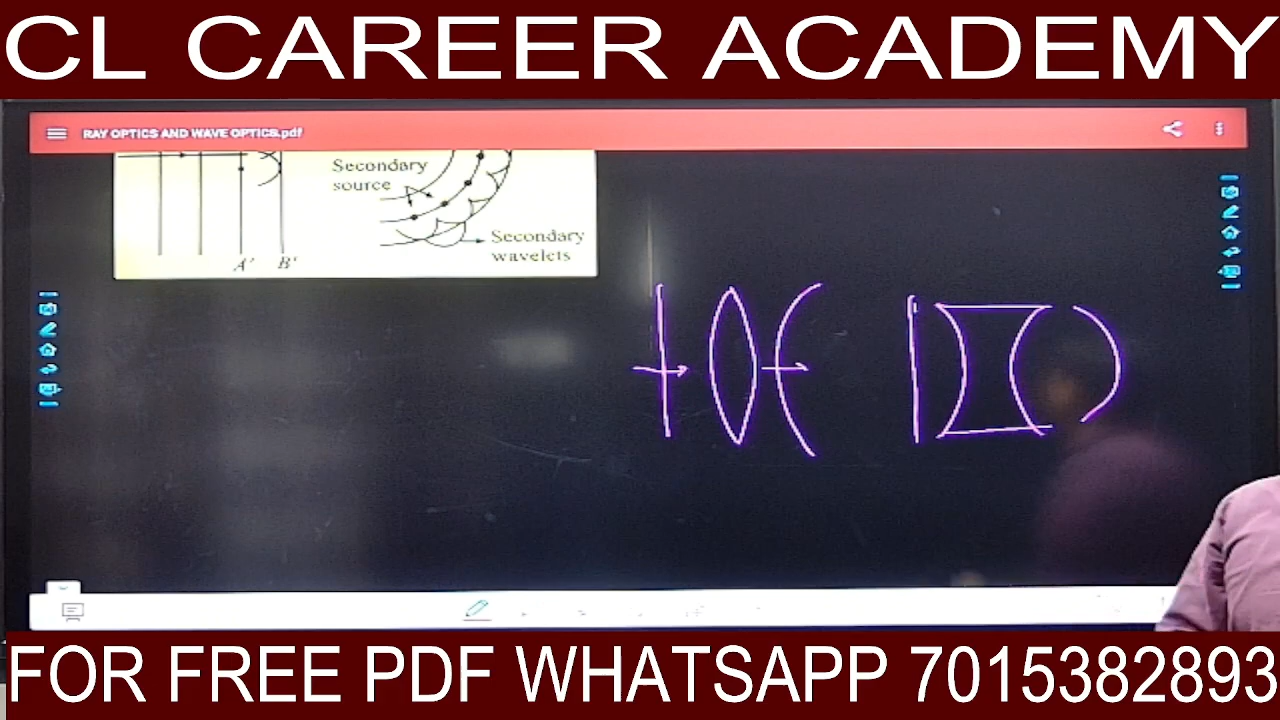 CL CAREER ACADEMY
RAY OPTICS AND WAVE OPTICS.pdf
Secondary
source
Secondary
wavelets
A' B'
FOR FREE PDF WHATSAPP 7015382893